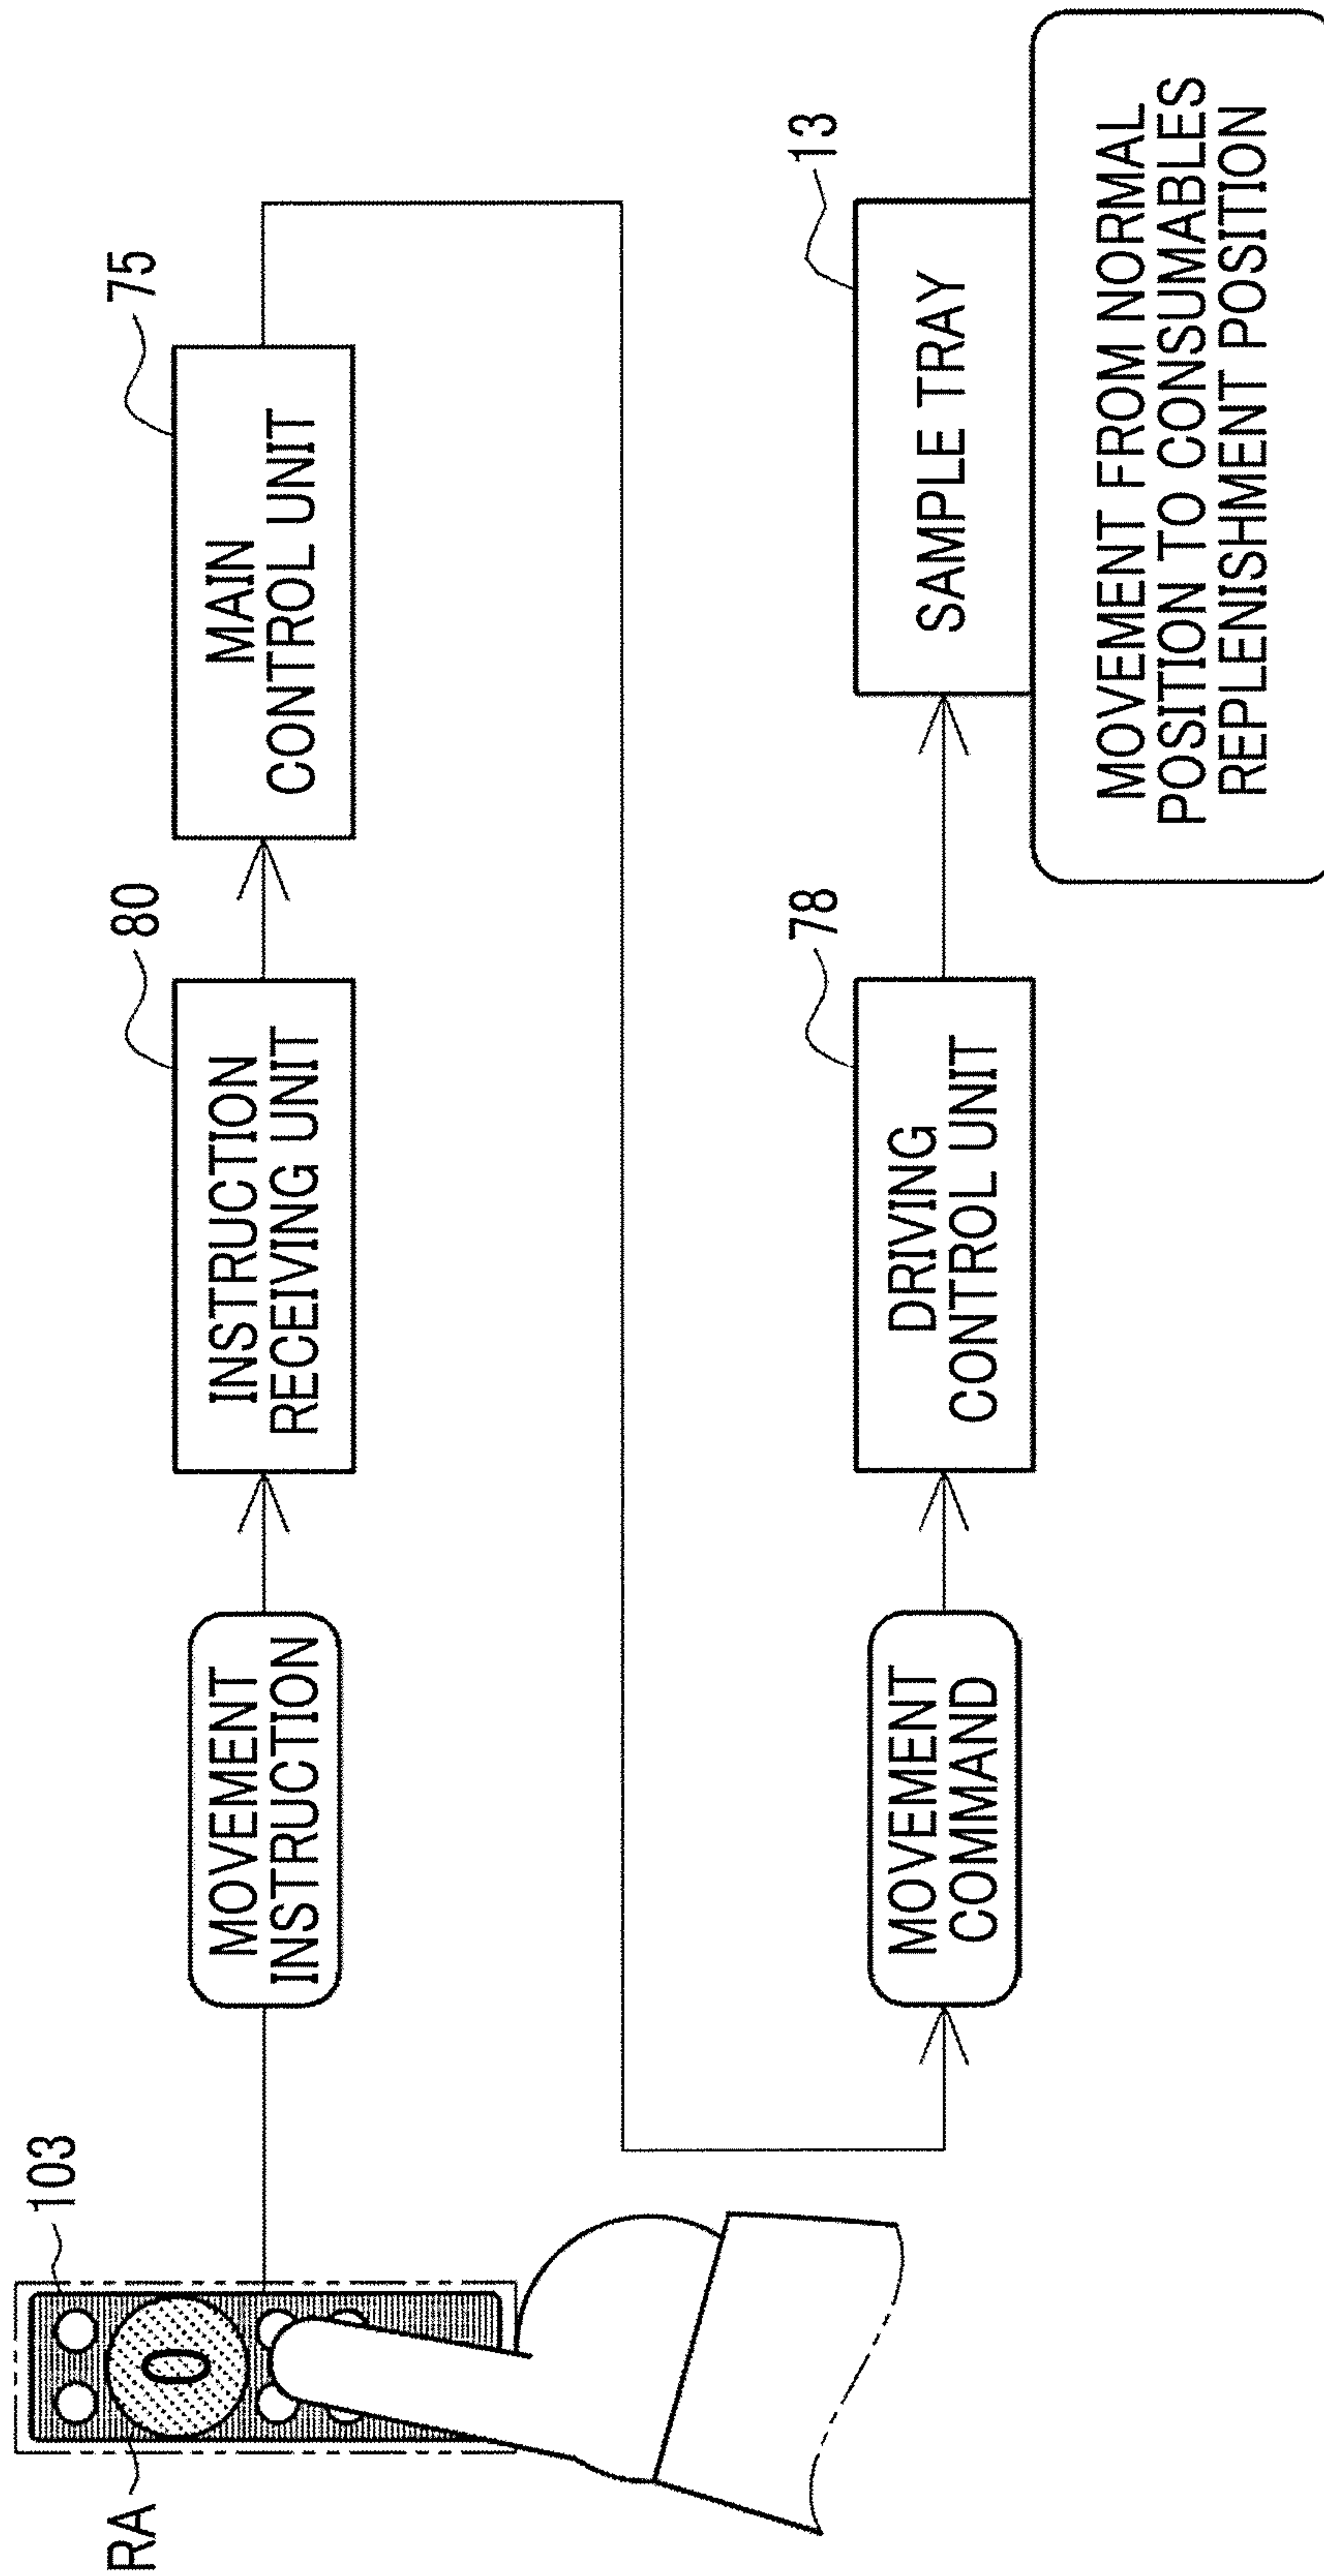 103
RA
0
MOVEMENT
INSTRUCTION
80
INSTRUCTION
RECEIVING UNIT
75
MAIN
CONTROL UNIT
MOVEMENT
COMMAND
78
DRIVING
CONTROL UNIT
13
SAMPLE TRAY
MOVEMENT FROM NORMAL
POSITION TO CONSUMABLES
REPLENISHMENT POSITION